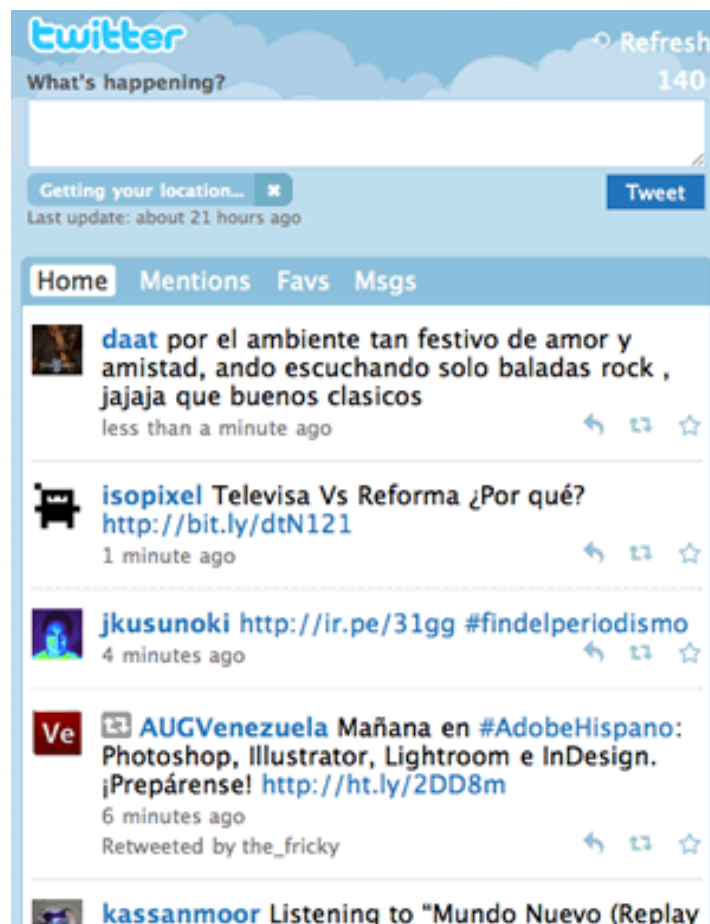 twitter
Refresh
What's happening?
140
Getting your location...
Tweet
Last update: about 21 hours ago
Home Mentions Favs Msgs
daat por el ambiente tan festivo de amor y
amistad, ando escuchando solo baladas rock ,
jajaja que buenos clasicos
less than a minute ago
isopixel Televisa Vs Reforma ¿Por qué?
http://bit.ly/dtN121
1 minute ago
jkusunoki http://ir.pe/31gg #findelperiodismo
4 minutes ago
Ve
AUGVenezuela Mañana en #AdobeHispano:
Photoshop, Illustrator, Lightroom e InDesign.
¡Prepárense! http://ht.ly/2DD8m
6 minutes ago
Retweeted by the_fricky
kassanmoor Listening to "Mundo Nuevo (Replay